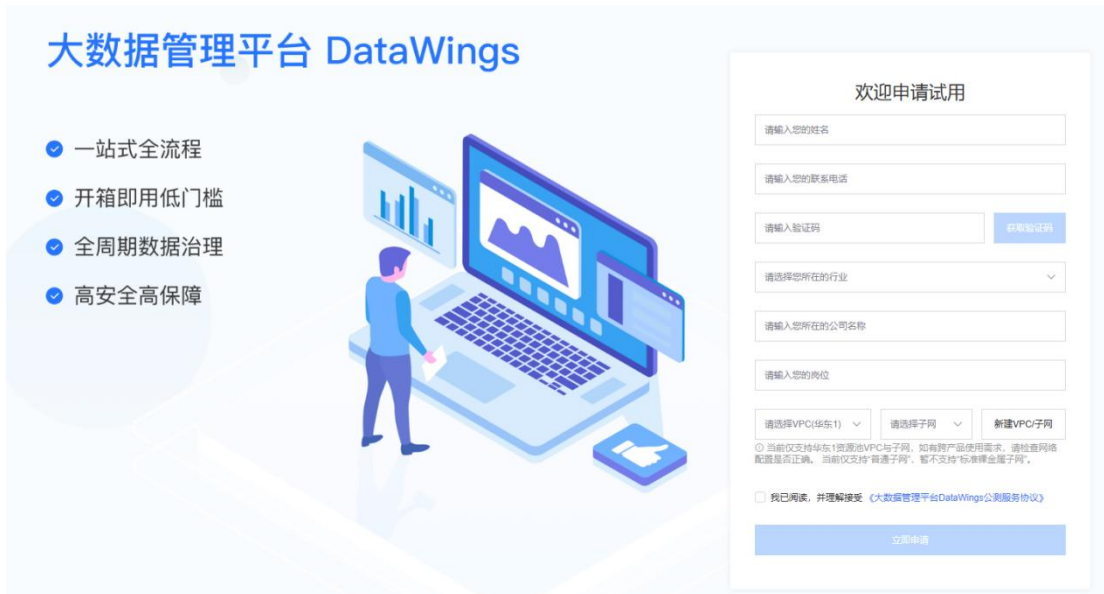 大数据管理平台 DataWings
一站式全流程
开箱即用低门槛
全周期数据治理
高安全高保障
欢迎申请试用
请输入您的姓名
请输入您的联系电话
请输入验证码
获取验证码
请选择您所在的行业
请输入您所在的公司名称
请输入您的岗位
请选择VPC(华东1)
请选择子网
新建VPC/子网
当前仅支持华东1资源池VPC与子网，如有跨产品使用需求，请检查网络
配置是否正确。 当前仅支持“普通子网”，暂不支持“标准裸金属子网”。
我已阅读，并理解接受 《大数据管理平台DataWings公测服务协议》
立即申请